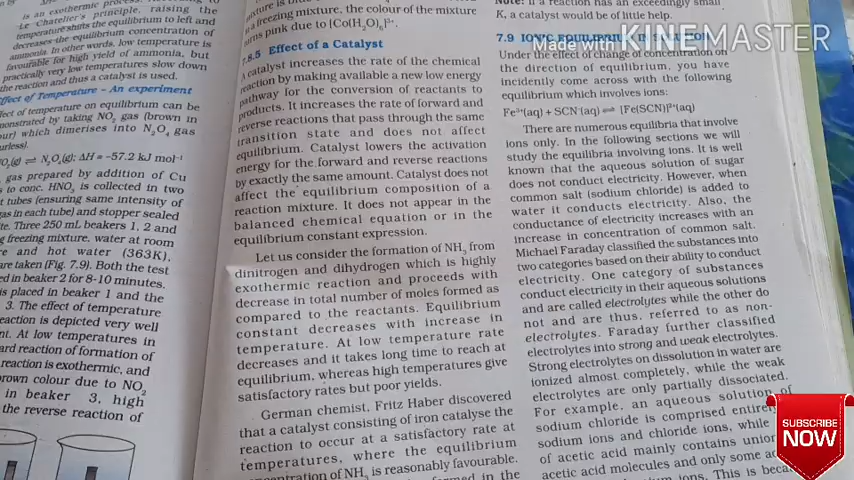 is an exothermic process.
Le Chatelier's principle, raising the
temperature shifts the equilibrium to left and
decreases the equilibrium concentration of
ammonia. In other words, low temperature is
favourable for high yield of ammonia, but
practically very low temperatures slow down
the reaction and thus a catalyst is used.
Effect of Temperature – An experiment
effect of temperature on equilibrium can be
demonstrated by taking NO₂ gas (brown in
colour) which dimerises into N₂O₄ gas
(colourless).
NO₂(g) ⇌ N₂O₄(g); ΔH = –57.2 kJ mol⁻¹
gas prepared by addition of Cu
to conc. HNO₃ is collected in two
tubes (ensuring same intensity of
gas in each tube) and stopper sealed
Three 250 mL beakers 1, 2 and
freezing mixture, water at room
and hot water (363K),
are taken (Fig. 7.9). Both the test
in beaker 2 for 8-10 minutes.
is placed in beaker 1 and the
3. The effect of temperature
reaction is depicted very well
At low temperatures in
reaction of formation of
reaction is exothermic, and
brown colour due to NO₂
in beaker 3, high
the reverse reaction of
mixture is
a freezing mixture, the colour of the mixture
turns pink due to [Co(H₂O)₆]³⁺.
7.8.5 Effect of a Catalyst
A catalyst increases the rate of the chemical
reaction by making available a new low energy
pathway for the conversion of reactants to
products. It increases the rate of forward and
reverse reactions that pass through the same
transition state and does not affect
equilibrium. Catalyst lowers the activation
energy for the forward and reverse reactions
by exactly the same amount. Catalyst does not
affect the equilibrium composition of a
reaction mixture. It does not appear in the
balanced chemical equation or in the
equilibrium constant expression.
Let us consider the formation of NH₃ from
dinitrogen and dihydrogen which is highly
exothermic reaction and proceeds with
decrease in total number of moles formed as
compared to the reactants. Equilibrium
constant decreases with increase in
temperature. At low temperature rate
decreases and it takes long time to reach at
equilibrium, whereas high temperatures give
satisfactory rates but poor yields.
German chemist, Fritz Haber discovered
that a catalyst consisting of iron catalyse the
reaction to occur at a satisfactory rate at
temperatures, where the equilibrium
concentration of NH₃ is reasonably favourable.
formed in the
Note: If a reaction has an exceedingly small
K, a catalyst would be of little help.
7.9 IONIC EQUILIBRIUM IN SOLUTION
Made with KINEMASTER
Under the effect of change of concentration on
the direction of equilibrium, you have
incidently come across with the following
equilibrium which involves ions:
Fe³⁺(aq) + SCN⁻(aq) ⇌ [Fe(SCN)]²⁺(aq)
There are numerous equilibria that involve
ions only. In the following sections we will
study the equilibria involving ions. It is well
known that the aqueous solution of sugar
does not conduct electricity. However, when
common salt (sodium chloride) is added to
water it conducts electricity. Also, the
conductance of electricity increases with an
increase in concentration of common salt.
Michael Faraday classified the substances into
two categories based on their ability to conduct
electricity. One category of substances
conduct electricity in their aqueous solutions
and are called electrolytes while the other do
not and are thus, referred to as non-
electrolytes. Faraday further classified
electrolytes into strong and weak electrolytes.
Strong electrolytes on dissolution in water are
ionized almost completely, while the weak
electrolytes are only partially dissociated.
For example, an aqueous solution of
sodium chloride is comprised entirely
sodium ions and chloride ions, while
of acetic acid mainly contains
acetic acid molecules and only some
ions. This is
SUBSCRIBE
NOW